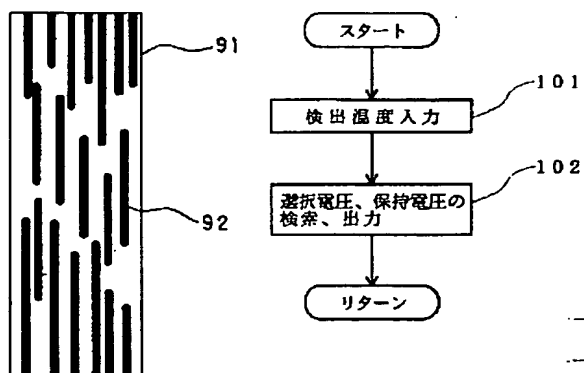 91
92
スタート
101
検出温度入力
102
選択電圧、保持電圧の
検索、出力
リターン